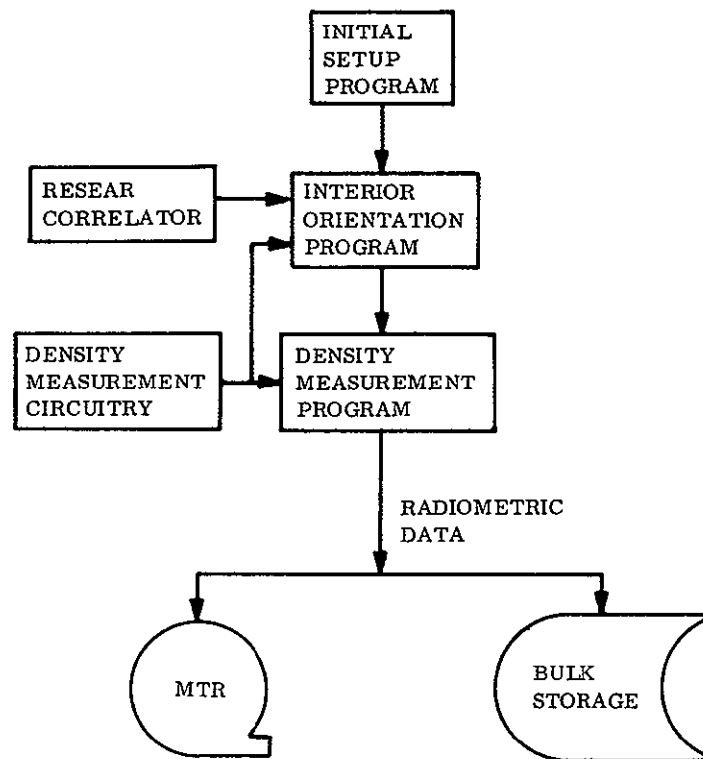 INITIAL
SETUP
PROGRAM
RESEAR
CORRELATOR
INTERIOR
ORIENTATION
PROGRAM
DENSITY
MEASUREMENT
CIRCUITRY
DENSITY
MEASUREMENT
PROGRAM
RADIOMETRIC
DATA
MTR
BULK
STORAGE